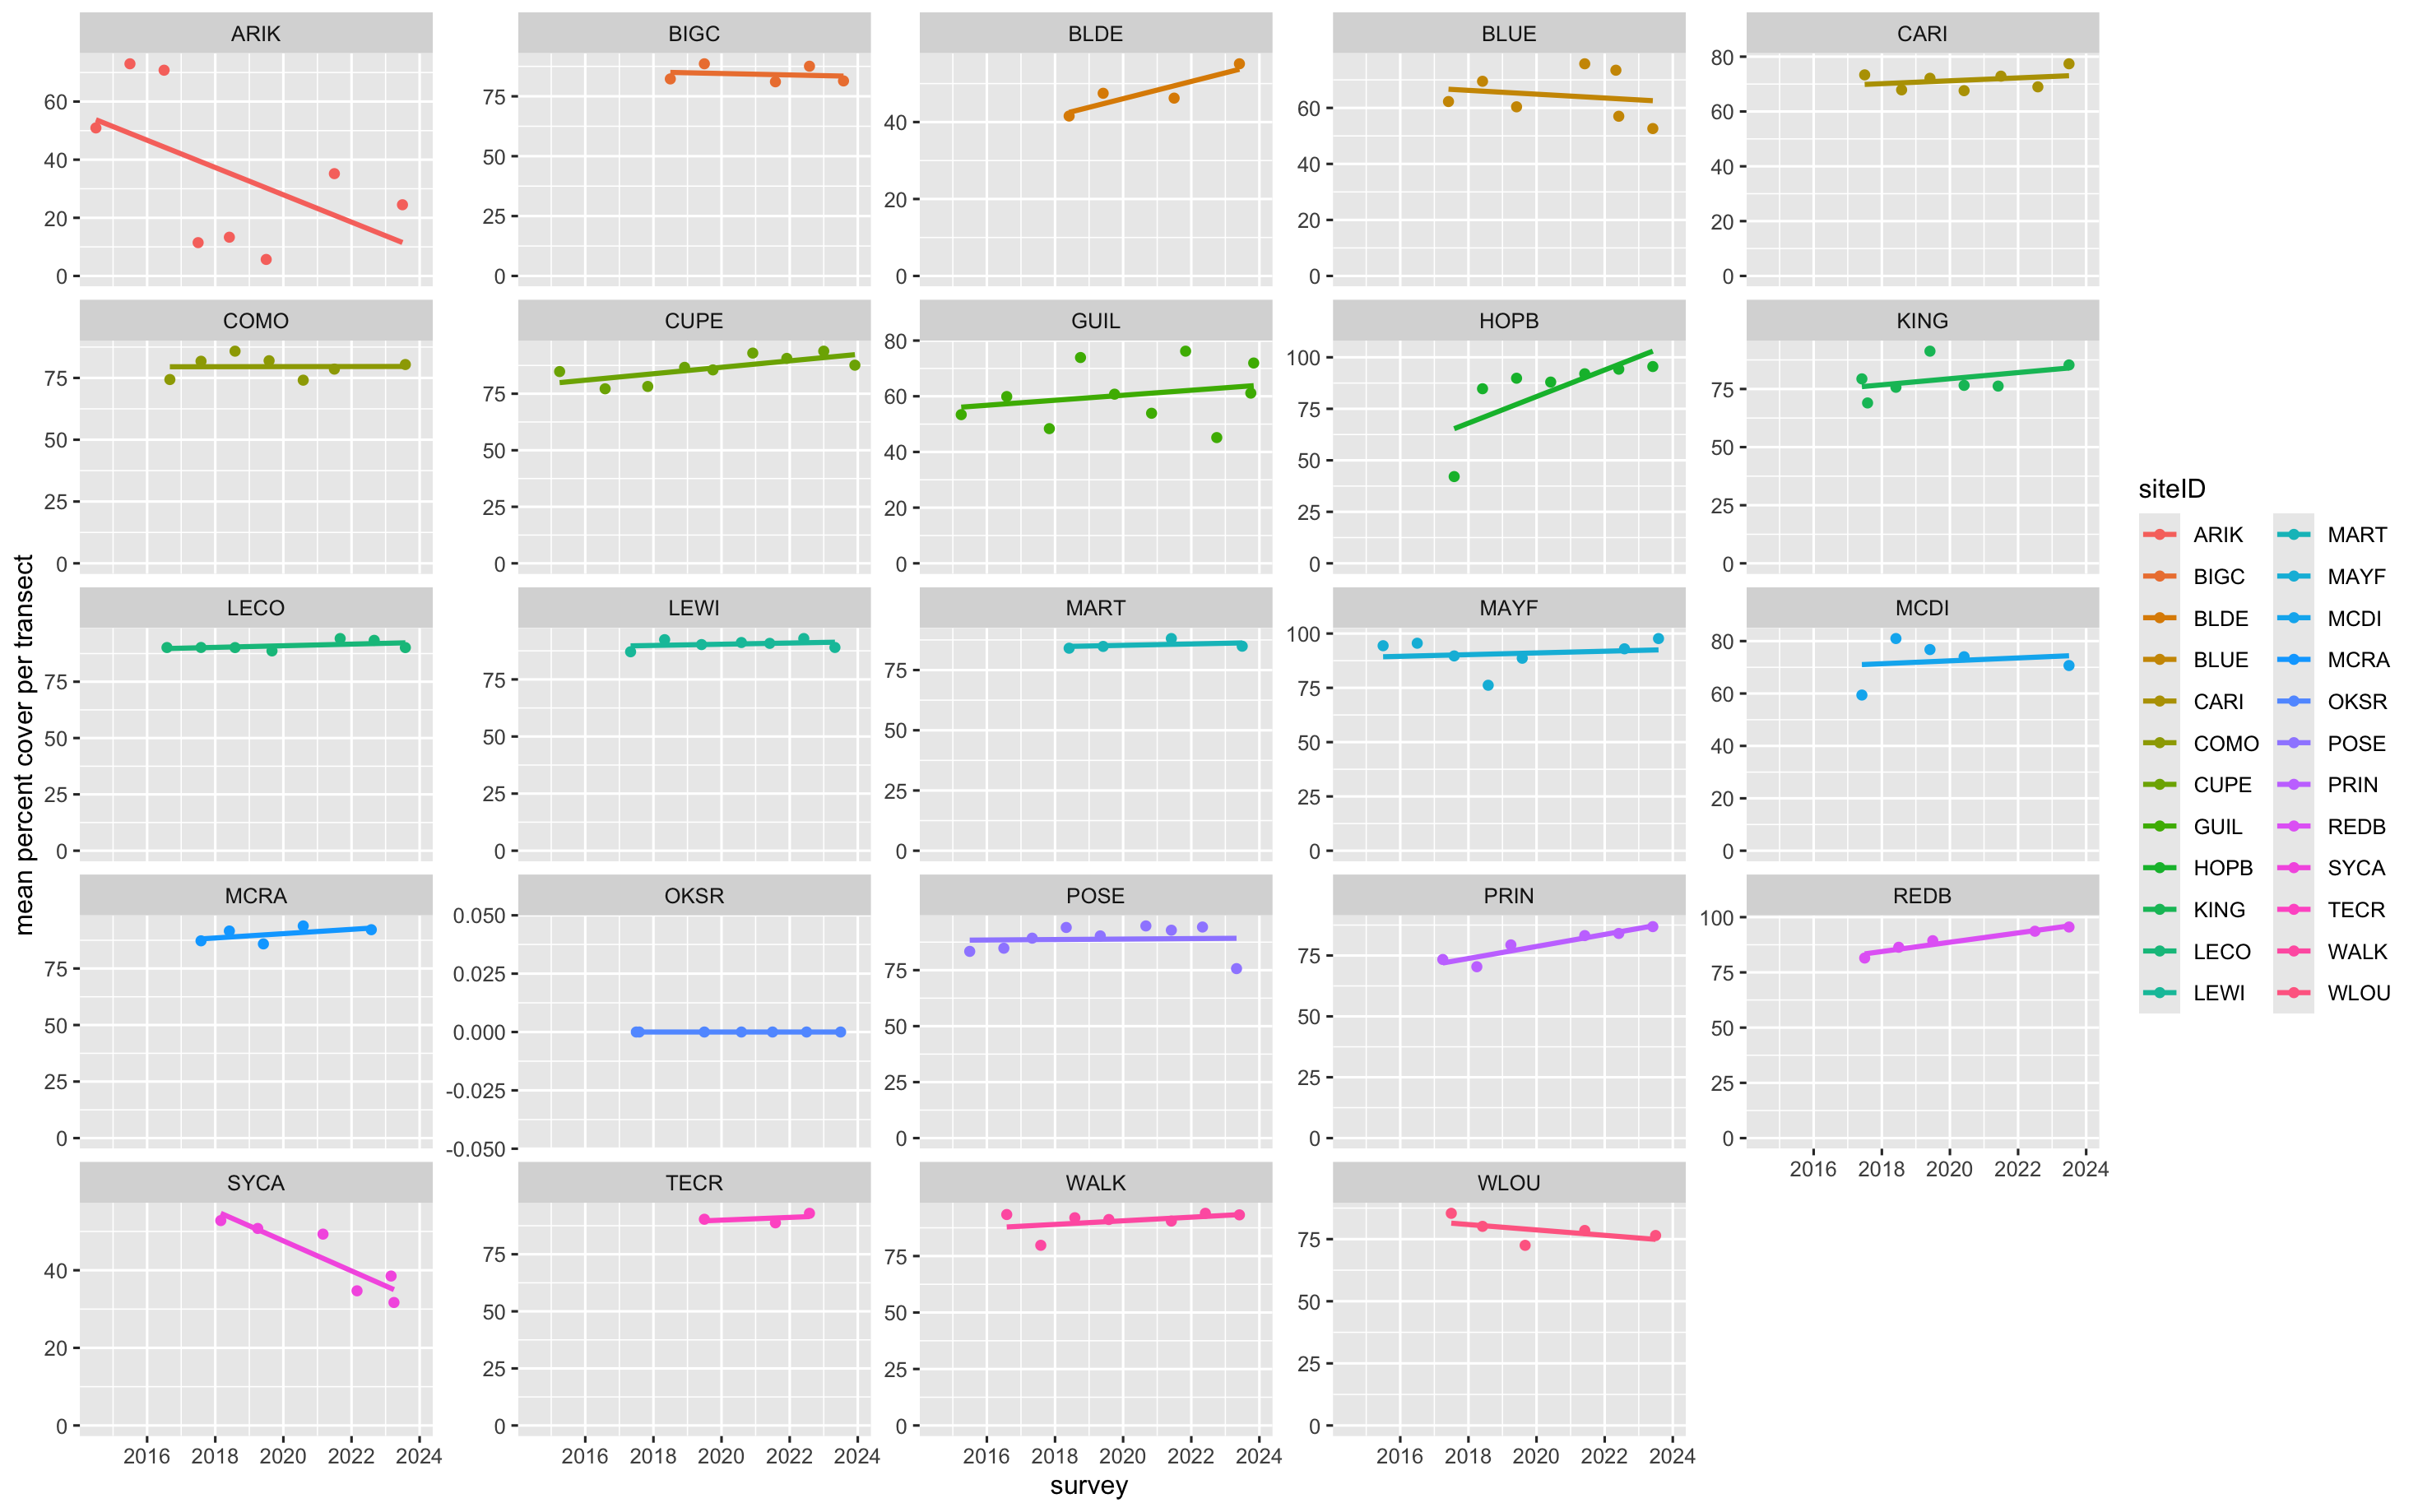 ARIK
BIGC
BLDE
BLUE
CARI
60
40
20
0
75
50
25
0
40
20
0
60
40
20
0
80
60
40
20
0
COMO
CUPE
GUIL
HOPB
KING
75
50
25
0
75
50
25
0
80
60
40
20
0
100
75
50
25
0
75
50
25
0
LECO
LEWI
MART
MAYF
MCDI
75
50
25
0
75
50
25
0
75
50
25
0
100
75
50
25
0
80
60
40
20
0
MCRA
OKSR
POSE
PRIN
REDB
75
50
25
0
0.050
0.025
0.000
-0.025
-0.050
75
50
25
0
75
50
25
0
100
75
50
25
0
2016 2018 2020 2022 2024
SYCA
TECR
WALK
WLOU
40
20
0
75
50
25
0
75
50
25
0
75
50
25
0
2016 2018 2020 2022 2024
2016 2018 2020 2022 2024
2016 2018 2020 2022 2024
2016 2018 2020 2022 2024
survey
mean percent cover per transect
siteID
ARIK
BIGC
BLDE
BLUE
CARI
COMO
CUPE
GUIL
HOPB
KING
LECO
LEWI
MART
MAYF
MCDI
MCRA
OKSR
POSE
PRIN
REDB
SYCA
TECR
WALK
WLOU